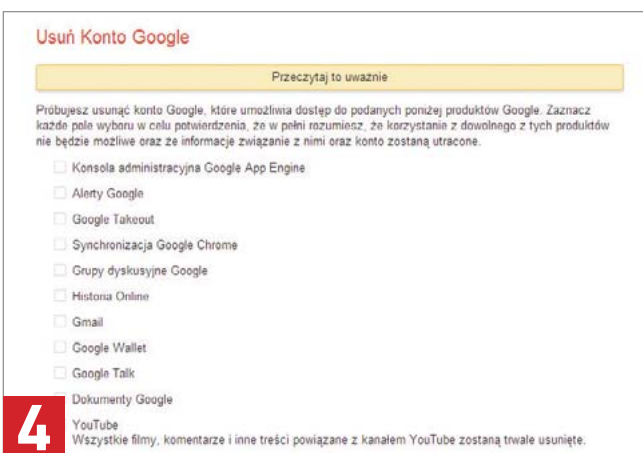 Usuń Konto Google
Przeczytaj to uważnie
Próbujesz usunąć konto Google, które umożliwia dostęp do podanych poniżej produktów Google. Zaznacz
każde pole wyboru w celu potwierdzenia, że w pełni rozumiesz, że korzystanie z dowolnego z tych produktów
nie będzie możliwe oraz że informacje związanie z nimi oraz konto zostaną utracone.
Konsola administracyjna Google App Engine
Alerty Google
Google Takeout
Synchronizacja Google Chrome
Grupy dyskusyjne Google
Historia Online
Gmail
Google Wallet
Google Talk
Dokumenty Google
YouTube
Wszystkie filmy, komentarze i inne treści powiązane z kanałem YouTube zostaną trwale usunięte.
4